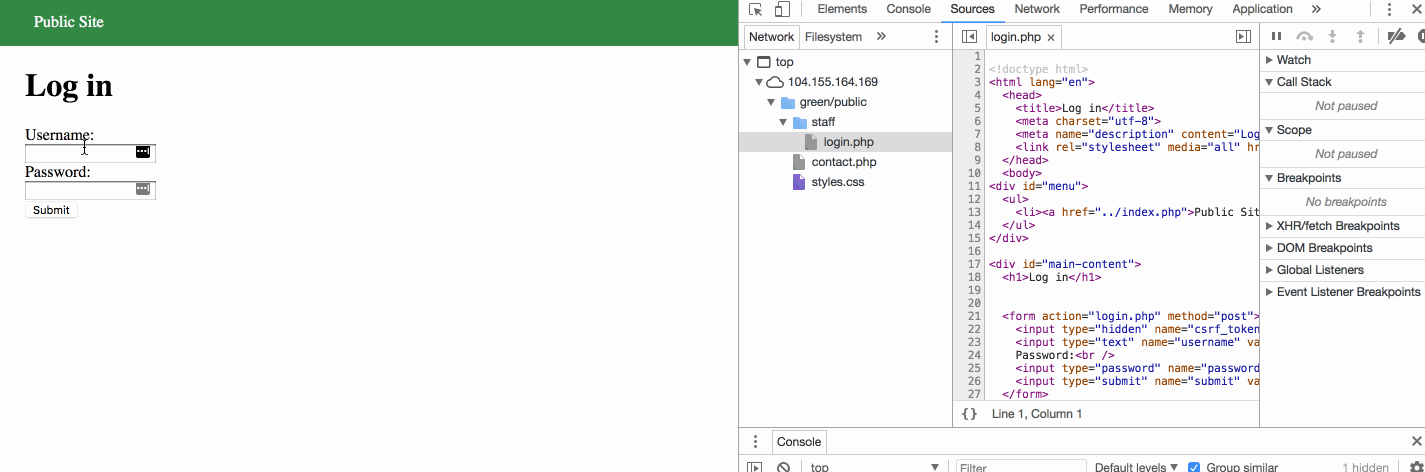 Public Site
Log in
Username:
Password:
Submit
Elements Console Sources Network Performance Memory Application »
Network Filesystem »
top
104.155.164.169
green/public
staff
login.php
contact.php
styles.css
login.php ×
1
2 <!doctype html>
3 <html lang="en">
4 <head>
5 <title>Log in</title>
6 <meta charset="utf-8">
7 <meta name="description" content="Log
8 <link rel="stylesheet" media="all" hr
9 </head>
10 <body>
11 <div id="menu">
12 <ul>
13 <li><a href="../index.php">Public Sit
14 </ul>
15 </div>
16
17 <div id="main-content">
18 <h1>Log in</h1>
19
20
21 <form action="login.php" method="post">
22 <input type="hidden" name="csrf_token
23 <input type="text" name="username" va
24 Password:<br />
25 <input type="password" name="password
26 <input type="submit" name="submit" va
27 </form>
{} Line 1, Column 1
Watch
Call Stack
Not paused
Scope
Not paused
Breakpoints
No breakpoints
XHR/fetch Breakpoints
DOM Breakpoints
Global Listeners
Event Listener Breakpoints
Console
top Filter Default levels Group similar 1 hidden